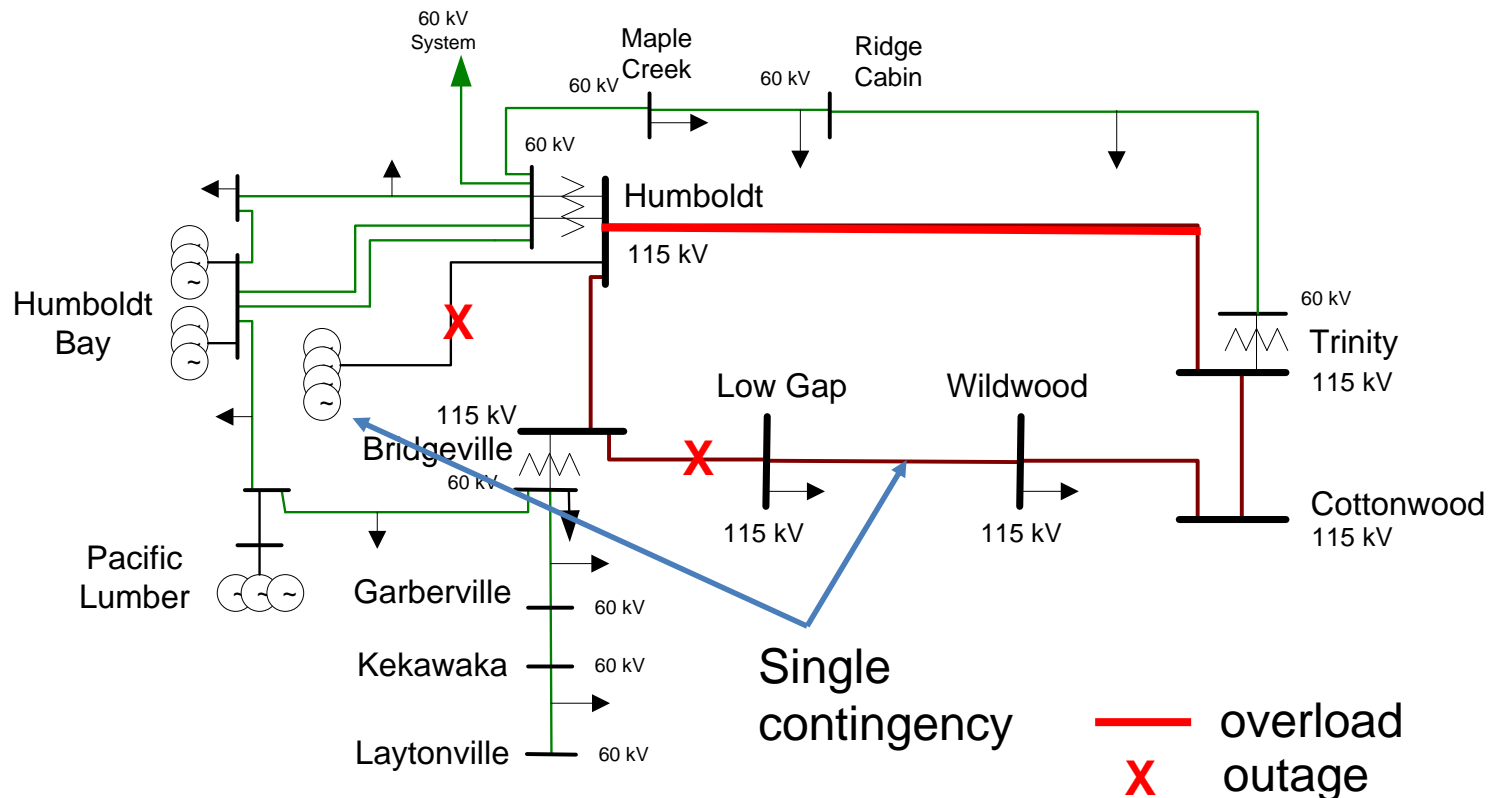 60 kV
System
Maple
Creek
Ridge
Cabin
60 kV
60 kV
60 kV
Humboldt
115 kV
Humboldt
Bay
~
~
X
~
60 kV
Trinity
115 kV
Low Gap
Wildwood
115 kV
Bridgeville
60 kV
X
115 kV
115 kV
Cottonwood
115 kV
Pacific
Lumber
~
~
~
Garberville
60 kV
Kekawaka
60 kV
Laytonville
60 kV
Single
contingency
overload
X
outage